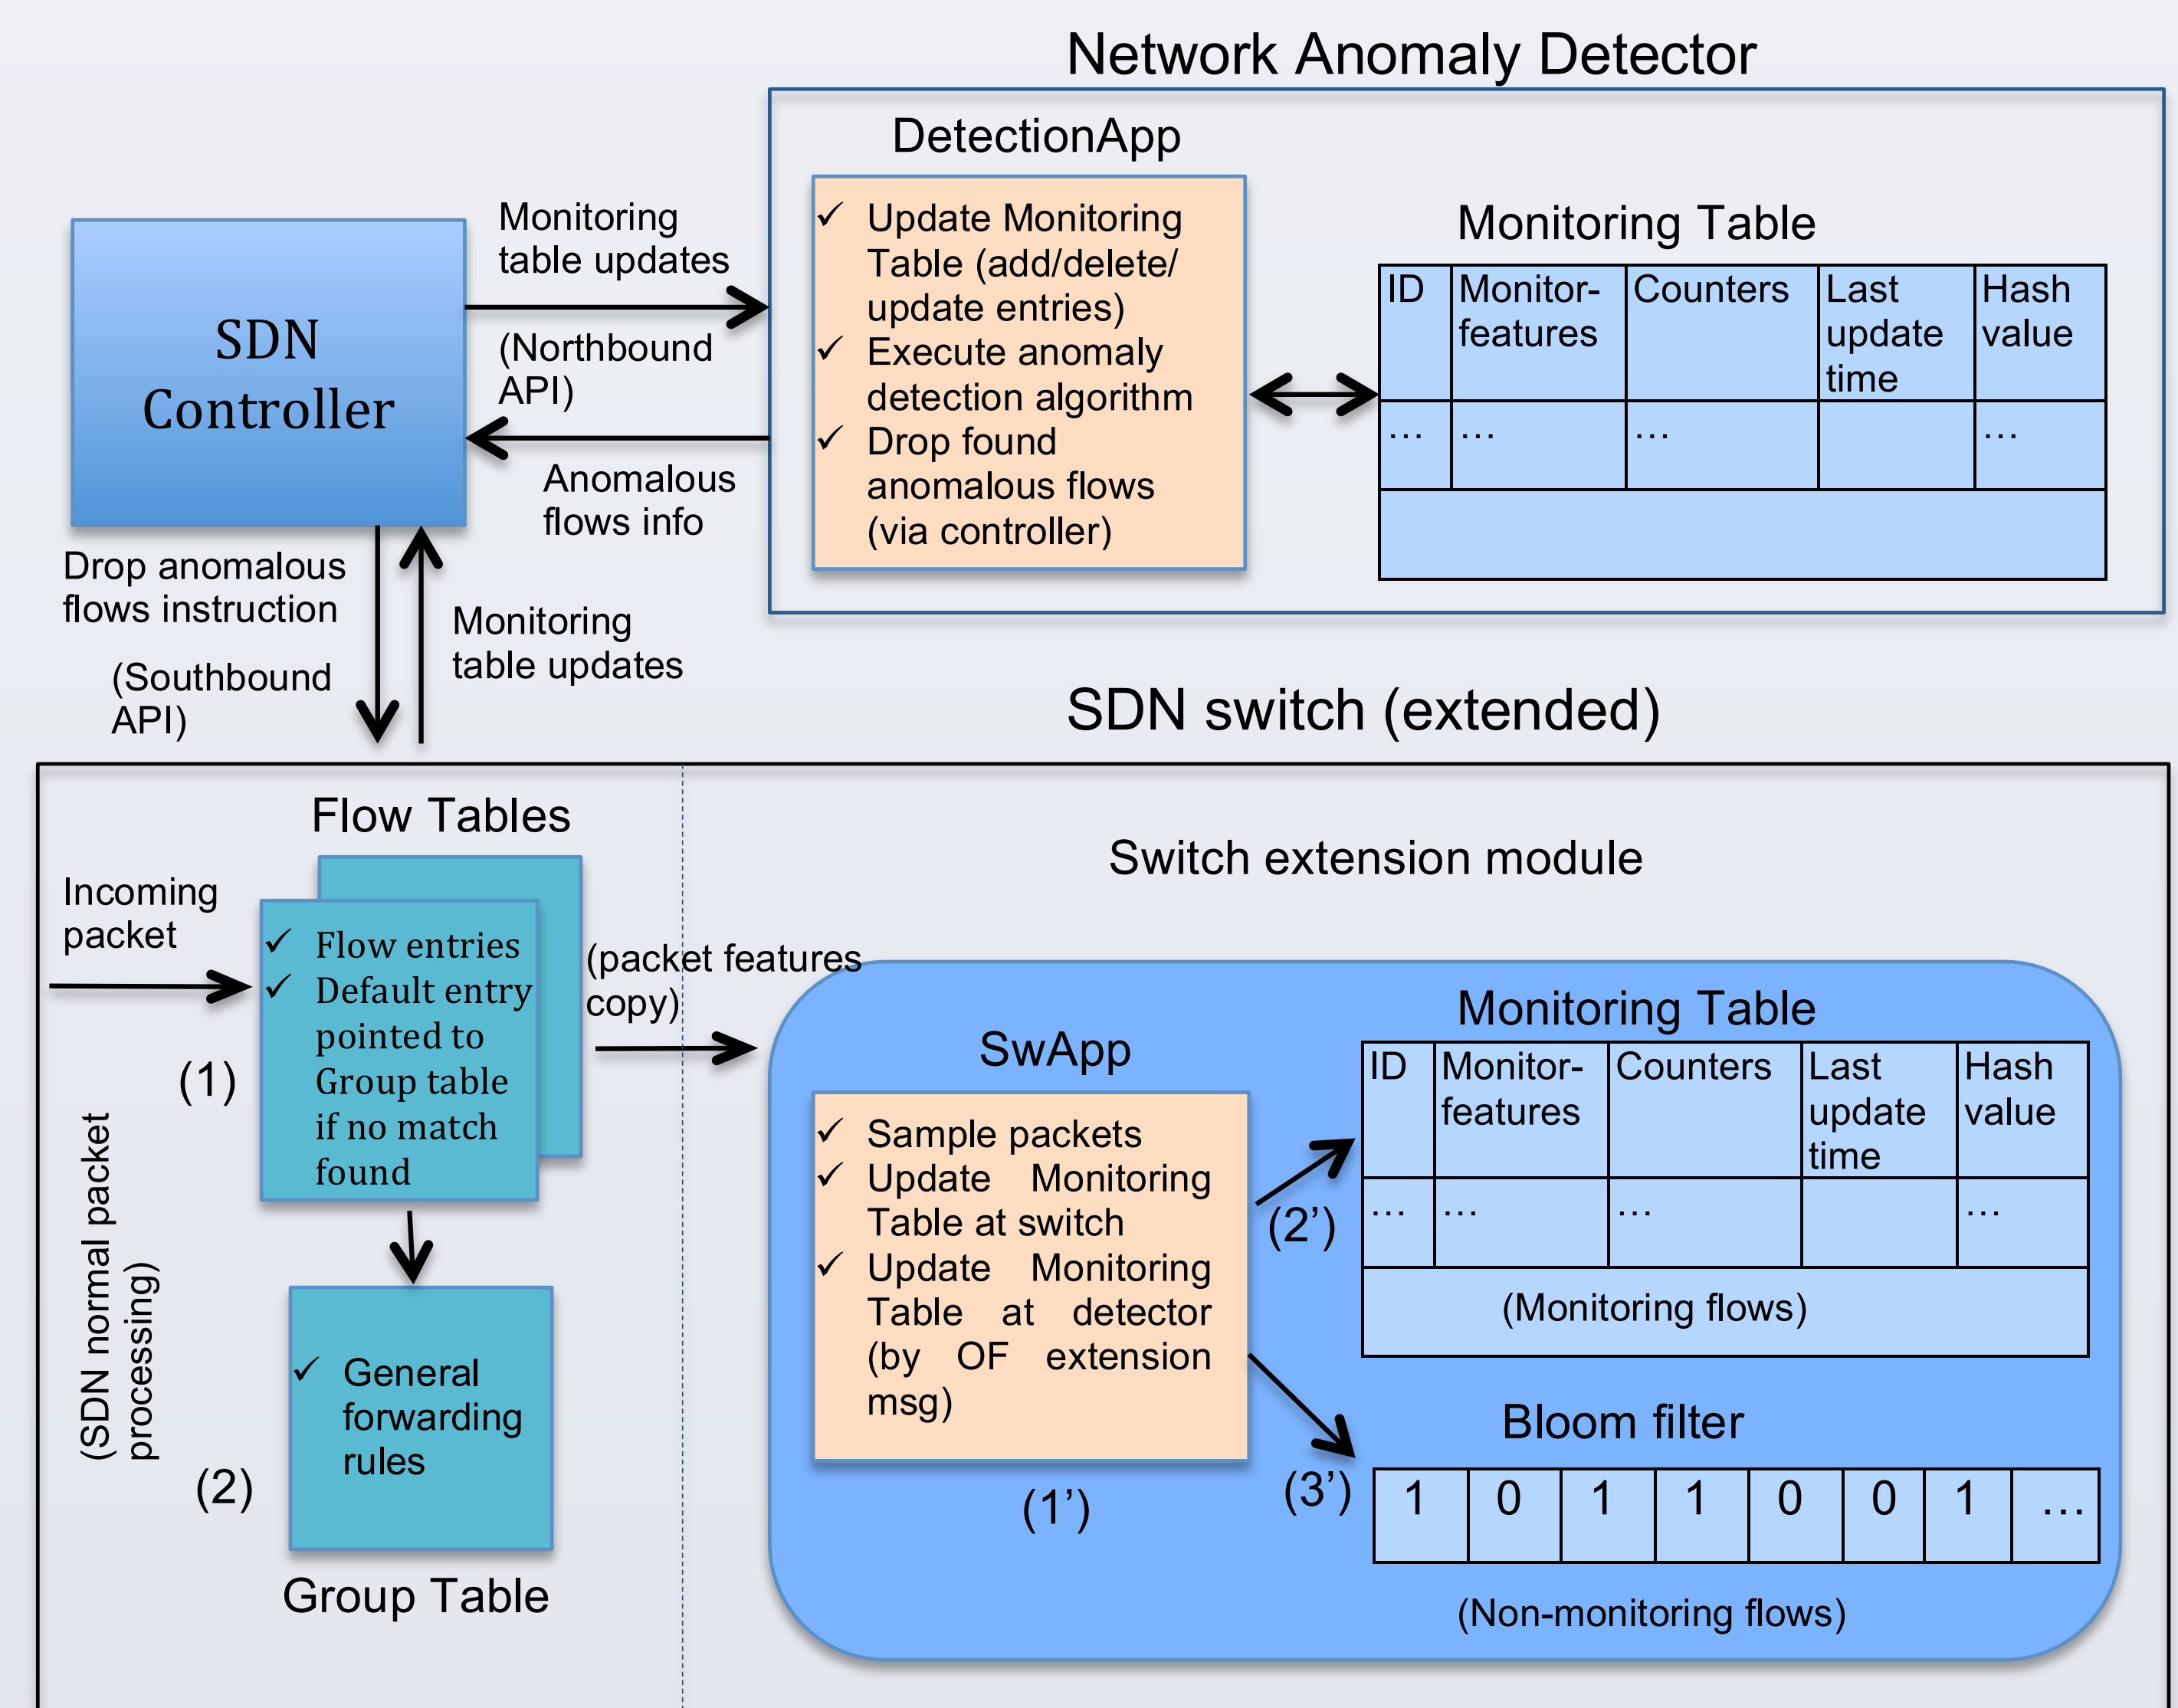 Network Anomaly Detector
DetectionApp
✓ Update Monitoring
Table (add/delete/
update entries)
✓ Execute anomaly
detection algorithm
✓ Drop found
anomalous flows
(via controller)
Monitoring Table
ID Monitor- Counters Last Hash
features update value
time
… … … …
SDN
Controller
Monitoring
table updates
(Northbound
API)
Anomalous
flows info
Drop anomalous
flows instruction
(Southbound
API)
Monitoring
table updates
SDN switch (extended)
Flow Tables
Incoming
packet
✓ Flow entries
✓ Default entry
pointed to
Group table
if no match
found
(1)
(SDN normal packet
processing)
✓ General
forwarding
rules
(2)
Group Table
(packet features
copy)
Switch extension module
SwApp
✓ Sample packets
✓ Update Monitoring
Table at switch
✓ Update Monitoring
Table at detector
(by OF extension
msg)
(1’)
(2’)
(3’)
Monitoring Table
ID Monitor- Counters Last Hash
features update value
time
… … … …
(Monitoring flows)
Bloom filter
1 0 1 1 0 0 1 …
(Non-monitoring flows)